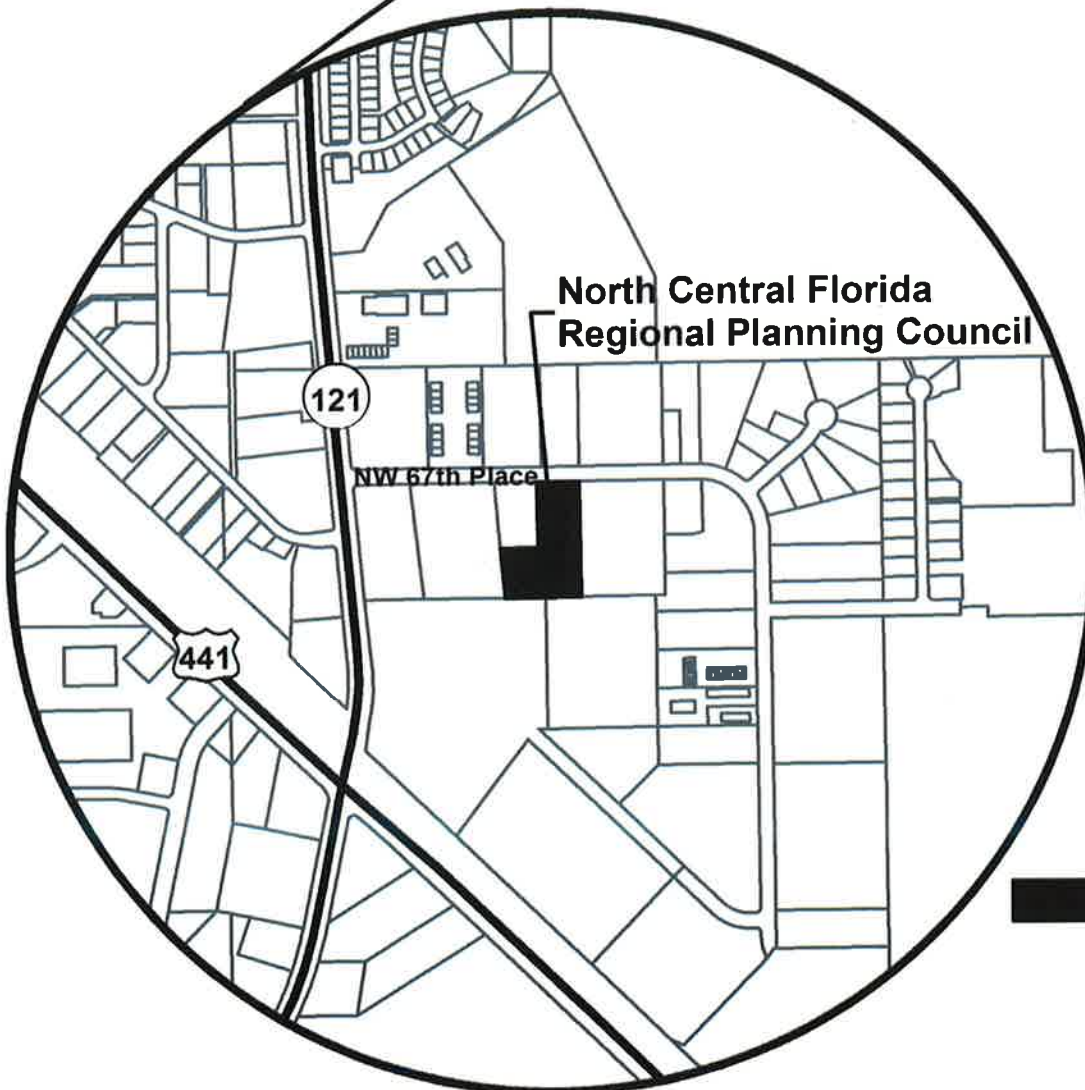 North Central Florida
Regional Planning Council
121
NW 67th Place
441